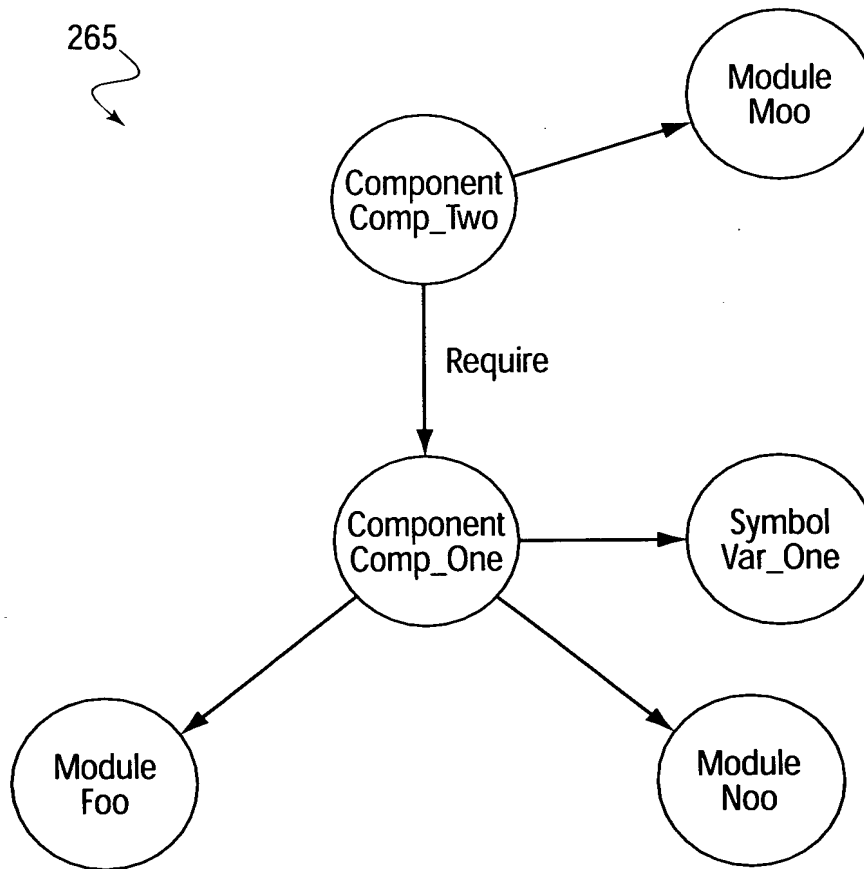 265
Module
Moo
Component
Comp_Two
Require
Component
Comp_One
Symbol
Var_One
Module
Foo
Module
Noo